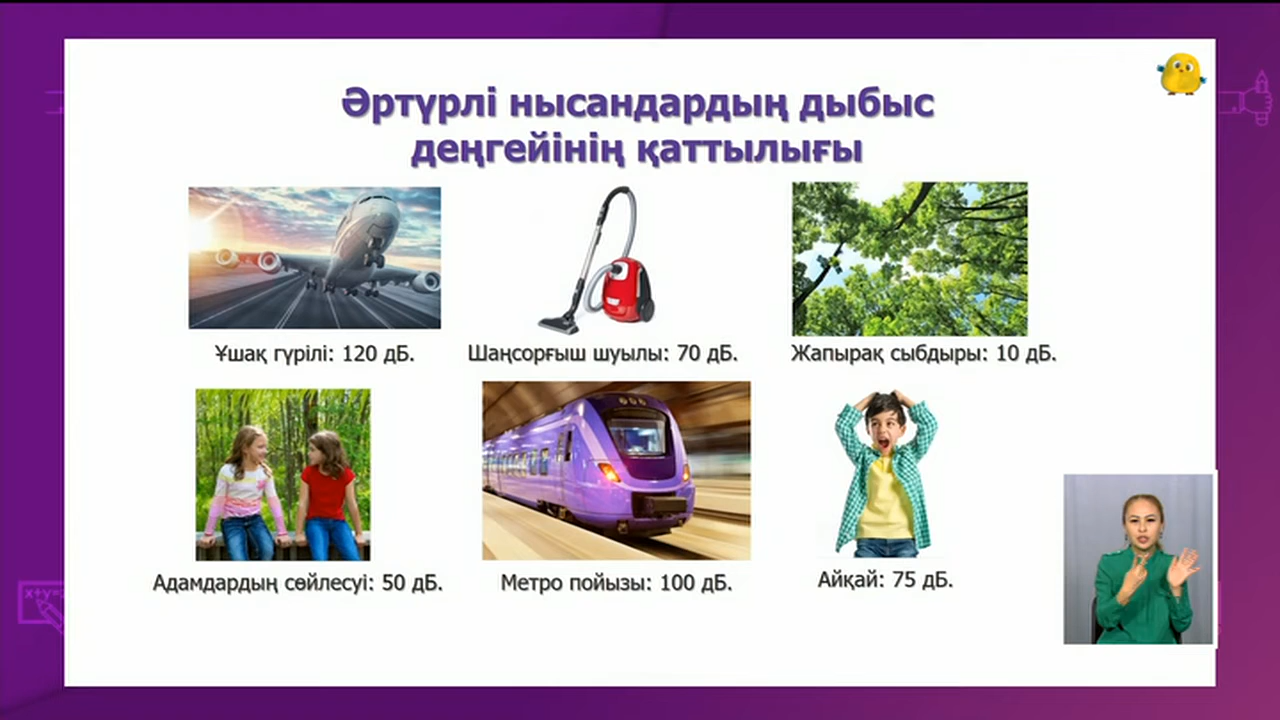 Әртүрлі нысандардың дыбыс
деңгейінің қаттылығы
Ұшақ гүрілі: 120 дБ.
Шаңсорғыш шуылы: 70 дБ.
Жапырақ сыбдыры: 10 дБ.
Адамдардың сөйлесуі: 50 дБ.
Метро пойызы: 100 дБ.
Айқай: 75 дБ.